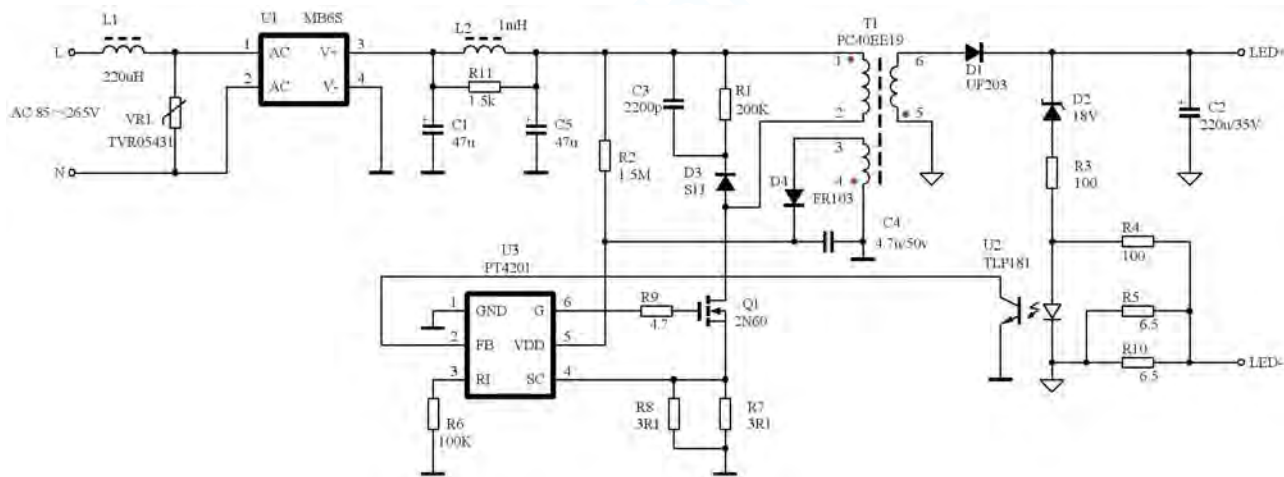 L1
220uH
L
N
AC 85~265V
VR1
TVR05431
U1
MB6S
1
AC
V+
3
2
AC
V-
4
L2
1mH
R11
1.5k
+
C1
47u
+
C5
47u
C3
2200p
R1
200K
R2
1.5M
D3
S1J
T1
PC40EE19
1
2
3
4
6
5
D4
FR103
C4
4.7u/50v
D1
UF203
D2
18V
+
C2
220u/35V
R3
100
R4
100
R5
6.5
R10
6.5
LED+
LED-
U2
TLP181
U3
PT4201
1
GND
G
6
2
FB
VDD
5
3
RI
SC
4
R9
4.7
Q1
2N60
R6
100K
R8
3R1
R7
3R1